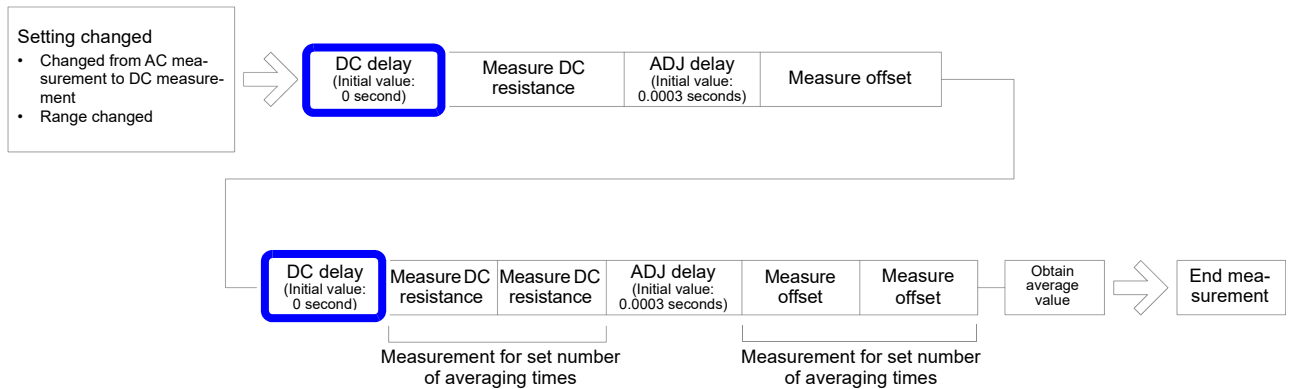 Setting changed
• Changed from AC mea-
surement to DC measure-
ment
• Range changed
DC delay
(Initial value:
0 second)
Measure DC
resistance
ADJ delay
(Initial value:
0.0003 seconds)
Measure offset
DC delay
(Initial value:
0 second)
Measure DC
resistance
Measure DC
resistance
ADJ delay
(Initial value:
0.0003 seconds)
Measure
offset
Measure
offset
Obtain
average
value
End mea-
surement
Measurement for set number
of averaging times
Measurement for set number
of averaging times